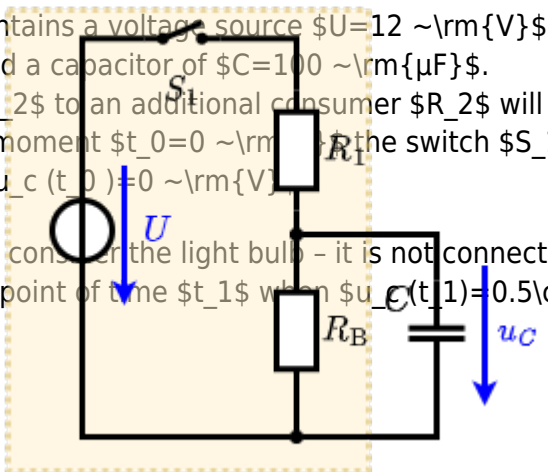 ntains a voltage source $U=12 ~\rm{V}$
d a capacitor of $C=100 ~\rm{µF}$.
S₁
_2$ to an additional consumer $R_2$ will
moment $t_0=0 ~\rm the switch $S_
R₁
u_c (t_0 )=0 ~\rm{V}
U
consider the light bulb – it is not connect
point of time $t_1$ when $u_c (t_1)=0.5\c
C
R_B
u_C